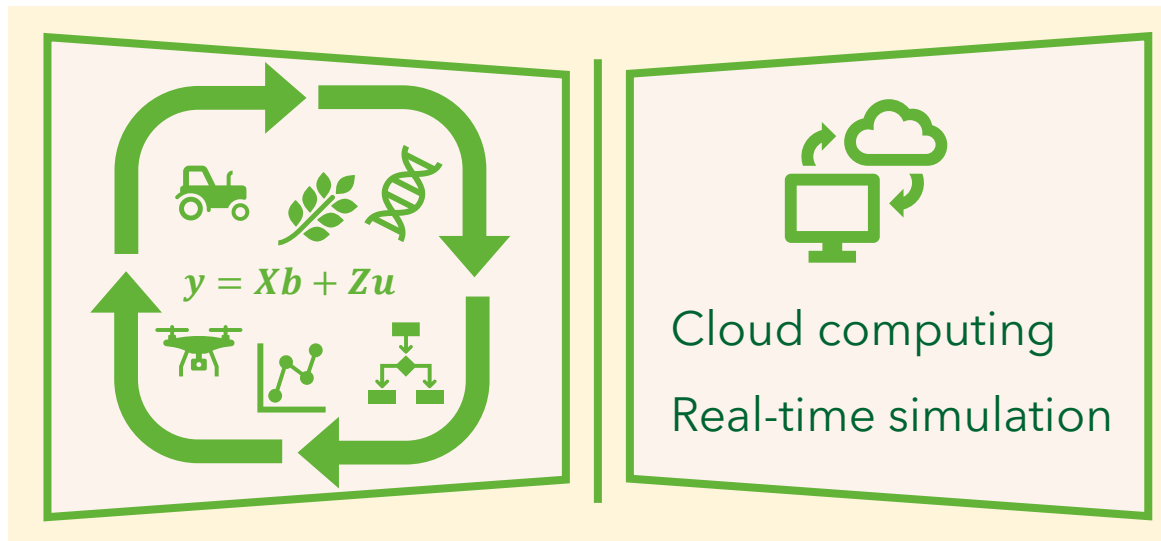 y = Xb + Zu
Cloud computing
Real-time simulation